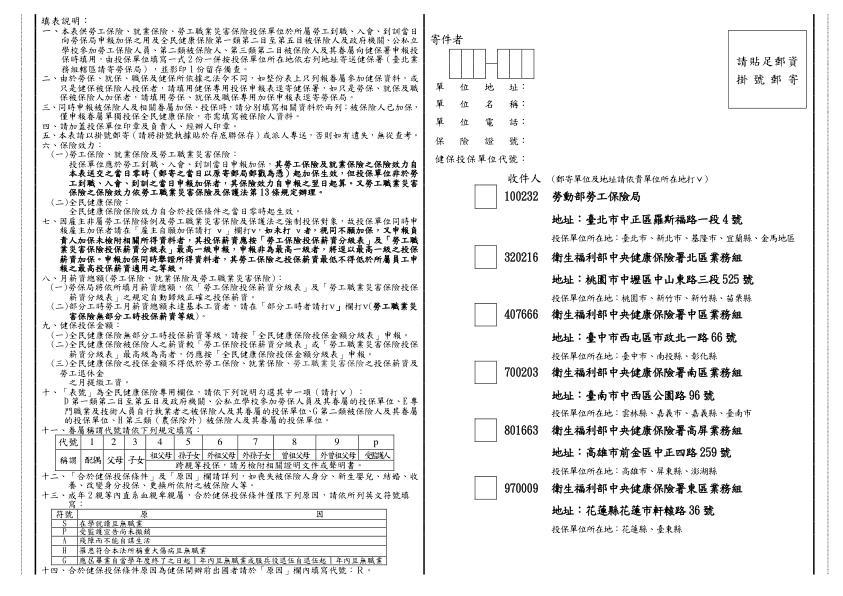 填表說明：
一、本表供勞工保險、就業保險、勞工職業災害保險投保單位於所屬勞工到職、入會、到訓當日
向勞保局申報加保之用及全民健康保險第一類第二目至第五目被保險人及政府機關、公私立
學校參加勞工保險人員、第二類被保險人、第三類第二目被保險人及其眷屬向健保署申報投
保時填用，由投保單位填寫一式2份一併按投保單位所在地依右列地址寄送健保署（臺北業
務組轄區請寄勞保局），並影印1份留存備查。
二、由於勞保、就保、職保及健保所依據之法令不同，如整份表上只列報眷屬參加健保資料，或
只是健保被保險人投保者，請填用健保專用投保申報表逕寄健保署，如只是勞保、就保及職
保被保險人加保者，請填用勞保、就保及職保專用加保申報表逕寄勞保局。
三、同時申報被保險人及相關眷屬加保、投保時，請分別填寫相關資料於兩列；被保險人已加保，
僅申報眷屬單獨投保全民健康保險，亦需填寫被保險人資料。
四、請加蓋投保單位印章及負責人、經辦人印章。
五、本表請以掛號郵寄（請將掛號執據貼於存底聯保存）或派人專送，否則如有遺失，無從查考。
六、保險效力：
(一)勞工保險、就業保險及勞工職業災害保險：
投保單位應於勞工到職、入會、到訓當日申報加保，其勞工保險及就業保險之保險效力自
本表送交之當日零時（郵寄之當日以原寄郵局郵戳為憑）起加保生效，但投保單位非於勞
工到職、入會、到訓之當日申報加保者，其保險效力自申報之翌日起算。又勞工職業災害
保險之保險效力依勞工職業災害保險及保護法第13條規定辦理。
(二)全民健康保險：
全民健康保險保險效力自合於投保條件之當日零時起生效。
七、因雇主非屬勞工保險條例及勞工職業災害保險及保護法之強制投保對象，故投保單位同時申
報雇主加保者請在「雇主自願加保請打 v」欄打v，如未打 v者，視同不願加保，又申報負
責人加保未檢附相關所得資料者，其投保薪資應按「勞工保險投保薪資分級表」及「勞工職
業災害保險投保薪資分級表」最高一級申報，申報非為最高一級者，將逕以最高一級之投保
薪資加保。申報加保同時舉證所得資料者，其勞工保險之投保薪資最低不得低於所屬員工申
報之最高投保薪資適用之等級。
八、月薪資總額(勞工保險、就業保險及勞工職業災害保險)：
(一)勞保局將依所填月薪資總額，依「勞工保險投保薪資分級表」及「勞工職業災害保險投保
薪資分級表」之規定自動歸級正確之投保薪資。
(二)部分工時勞工月薪資總額未達基本工資者，請在「部分工時者請打v」欄打v(勞工職業災
害保險無部分工時投保薪資等級)。
九、健保投保金額：
(一)全民健康保險無部分工時投保薪資等級，請按「全民健康保險投保金額分級表」申報。
(二)全民健康保險被保險人之薪資較「勞工保險投保薪資分級表」或「勞工職業災害保險投保
薪資分級表」最高級為高者，仍應按「全民健康保險投保金額分級表」申報。
(三)全民健康保險之投保金額不得低於勞工保險、就業保險、勞工職業災害保險之投保薪資及
勞工退休金
之月提繳工資。
十、「表號」為全民健康保險專用欄位，請依下列說明勾選其中一項（請打ｖ）：
D第一類第二目至第五目及政府機關、公私立學校參加勞保人員及其眷屬的投保單位、E專
門職業及技術人員自行執業者之被保險人及其眷屬的投保單位、G第二類被保險人及其眷屬
的投保單位、H第三類（農保除外）被保險人及其眷屬的投保單位。
十一、眷屬稱謂代號請依下列規定填寫：
代號 1 2 3 4 5 6 7 8 9 p
稱謂 配偶 父母 子女 祖父母 孫子女 外祖父母 外孫子女 曾祖父母 外曾祖父母 受監護人
跨親等投保，請另檢附相關證明文件或聲明書。
十二、「合於健保投保條件」及「原因」欄請詳列，如喪失被保險人身分、新生嬰兒、結婚、收
養、改變身分投保、更換所依附之被保險人等。
十三、成年2親等內直系血親卑親屬，合於健保投保條件僅限下列原因，請依所列英文符號填
寫：
符號 原 因
S 在學就讀且無職業
P 受監護宣告尚未撤銷
A 殘障而不能自謀生活
H 罹患符合本法所稱重大傷病且無職業
G 應屆畢業自當學年度終了之日起1年內且無職業或服兵役退伍自退伍起1年內且無職業
十四、合於健保投保條件原因為健保開辦前出國者請於「原因」欄內填寫代號：R。
寄件者
請貼足郵資
掛號郵寄
單位地址：
單位名稱：
單位電話：
保險證號：
健保投保單位代號：
收件人 （郵寄單位及地址請依貴單位所在地打ｖ）
100232 勞動部勞工保險局
地址：臺北市中正區羅斯福路一段4號
投保單位所在地：臺北市、新北市、基隆市、宜蘭縣、金馬地區
320216 衛生福利部中央健康保險署北區業務組
地址：桃園市中壢區中山東路三段525號
投保單位所在地：桃園市、新竹市、新竹縣、苗栗縣
407666 衛生福利部中央健康保險署中區業務組
地址：臺中市西屯區市政北一路66號
投保單位所在地：臺中市、南投縣、彰化縣
700203 衛生福利部中央健康保險署南區業務組
地址：臺南市中西區公園路96號
投保單位所在地：雲林縣、嘉義市、嘉義縣、臺南市
801663 衛生福利部中央健康保險署高屏業務組
地址：高雄市前金區中正四路259號
投保單位所在地：高雄市、屏東縣、澎湖縣
970009 衛生福利部中央健康保險署東區業務組
地址：花蓮縣花蓮市軒轅路36號
投保單位所在地：花蓮縣、臺東縣